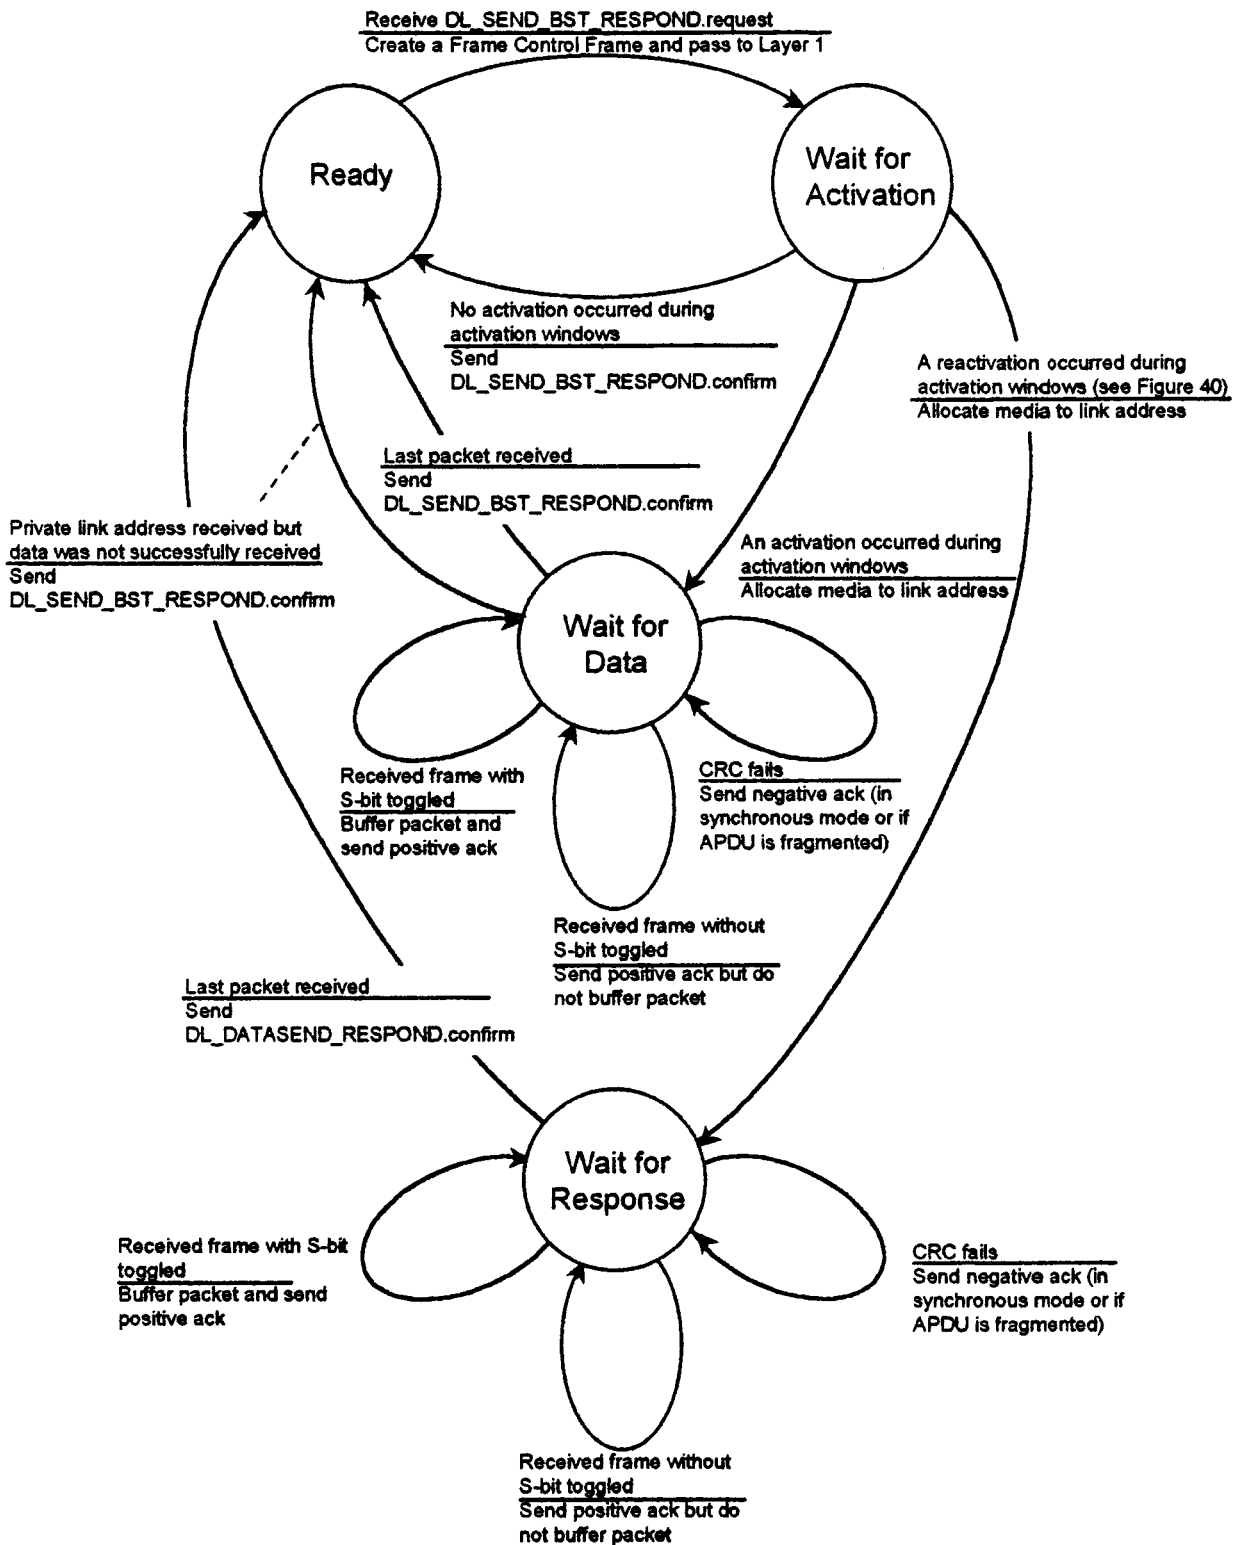 Receive DL_SEND_BST_RESPOND.request
Create a Frame Control Frame and pass to Layer 1
Ready
Wait for
Activation
No activation occurred during
activation windows
Send
DL_SEND_BST_RESPOND.confirm
A reactivation occurred during
activation windows (see Figure 40)
Allocate media to link address
Last packet received
Send
DL_SEND_BST_RESPOND.confirm
Private link address received but
data was not successfully received
Send
DL_SEND_BST_RESPOND.confirm
An activation occurred during
activation windows
Allocate media to link address
Wait for
Data
Received frame with
S-bit toggled
Buffer packet and
send positive ack
CRC fails
Send negative ack (in
synchronous mode or if
APDU is fragmented)
Received frame without
S-bit toggled
Send positive ack but do
not buffer packet
Last packet received
Send
DL_DATASEND_RESPOND.confirm
Wait for
Response
Received frame with S-bit
toggled
Buffer packet and send
positive ack
CRC fails
Send negative ack (in
synchronous mode or if
APDU is fragmented)
Received frame without
S-bit toggled
Send positive ack but do
not buffer packet